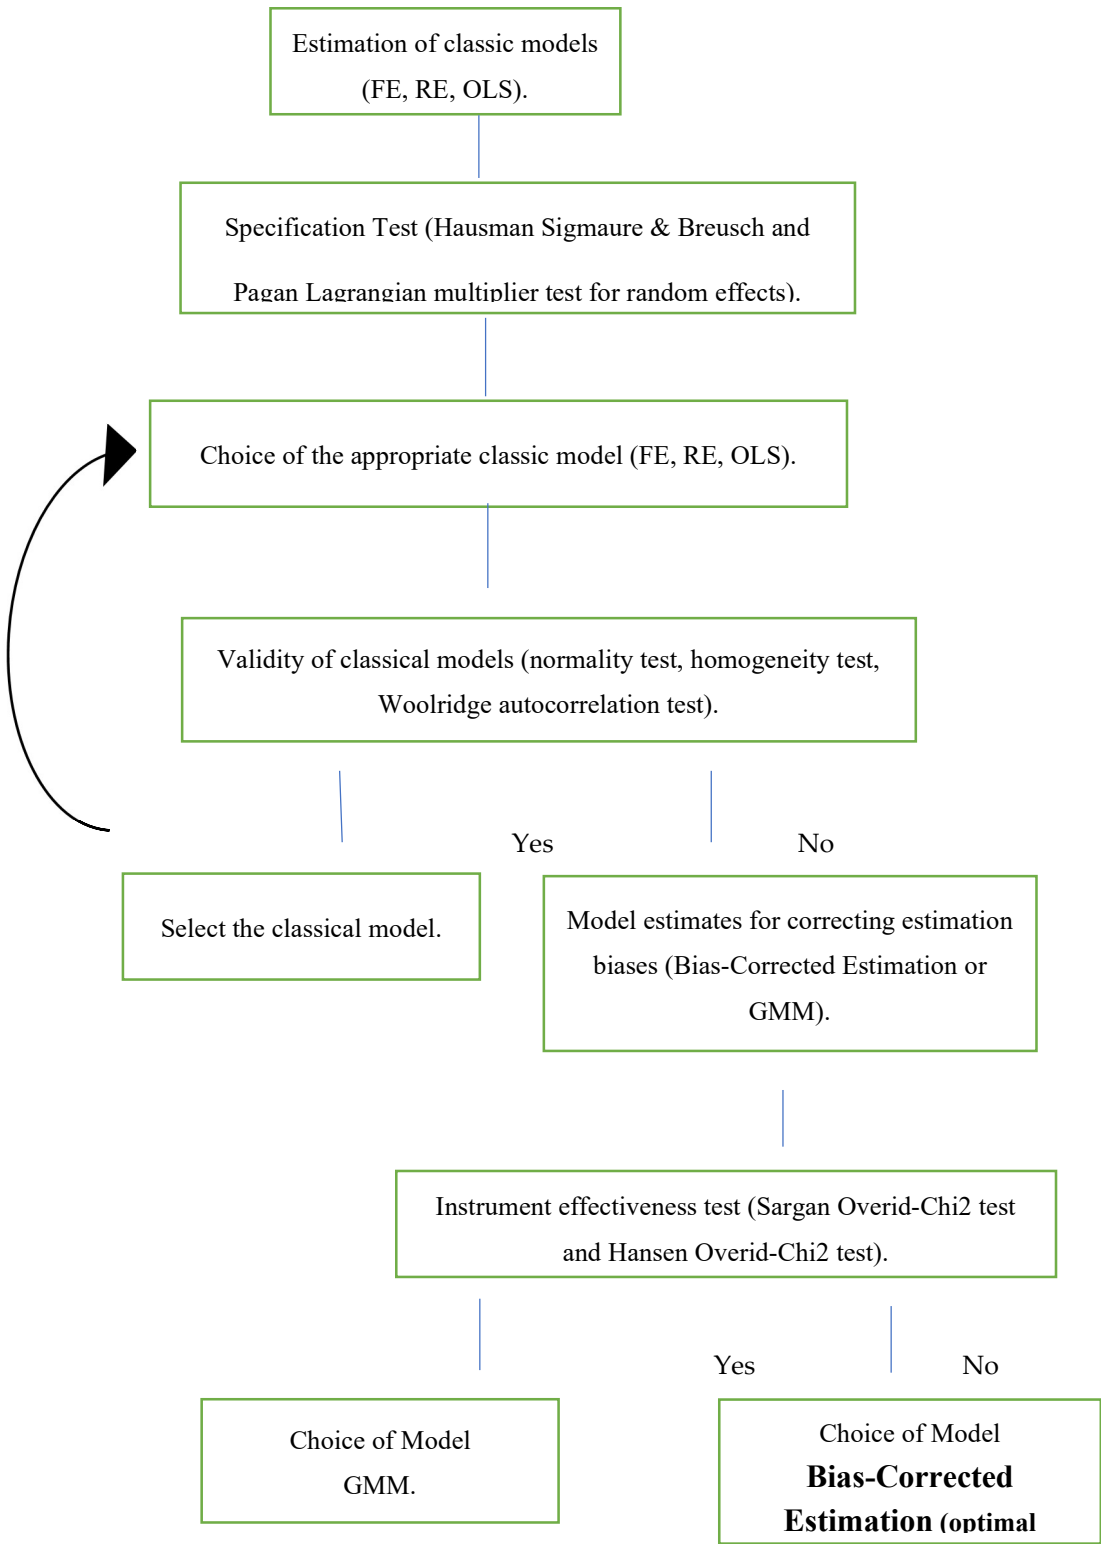 Estimation of classic models
(FE, RE, OLS).
Specification Test (Hausman Sigmaure & Breusch and
Pagan Lagrangian multiplier test for random effects).
Choice of the appropriate classic model (FE, RE, OLS).
Validity of classical models (normality test, homogeneity test,
Woolridge autocorrelation test).
Yes
No
Select the classical model.
Model estimates for correcting estimation
biases (Bias-Corrected Estimation or
GMM).
Instrument effectiveness test (Sargan Overid-Chi2 test
and Hansen Overid-Chi2 test).
Yes
No
Choice of Model
GMM.
Choice of Model
Bias-Corrected
Estimation (optimal